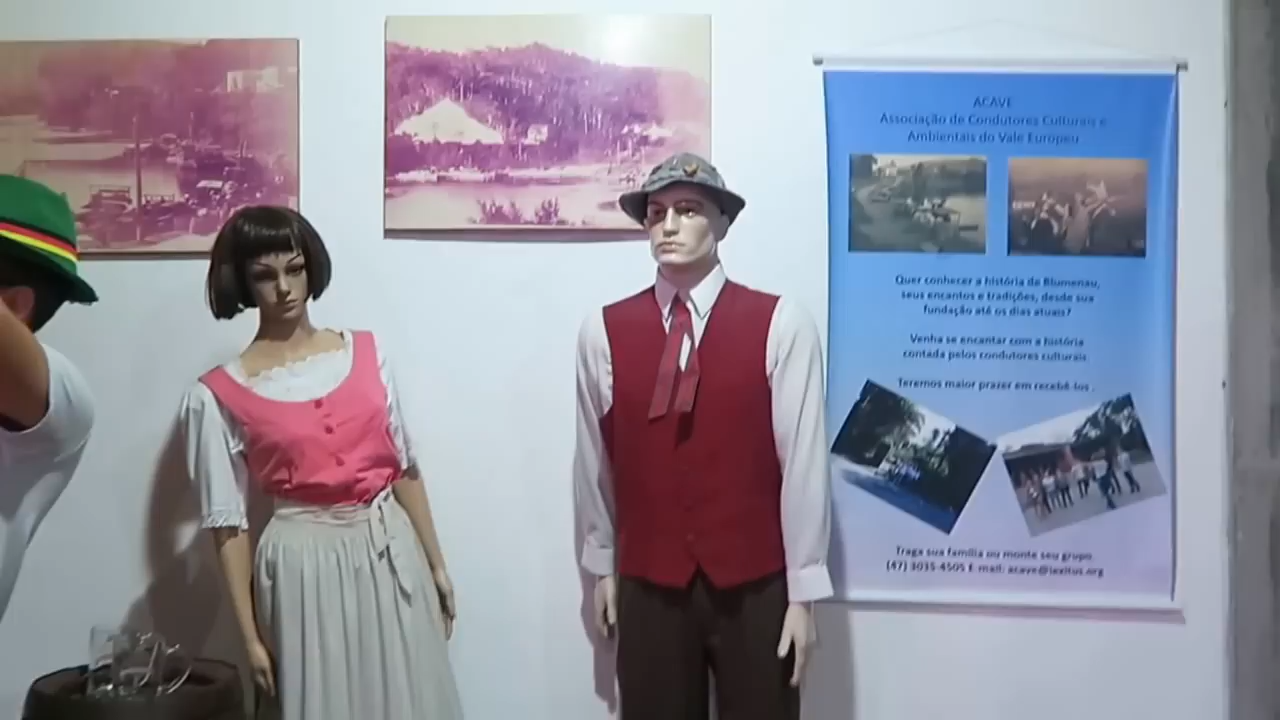 ACAVE
Associação de Condutores Culturais e
Ambientais do Vale Europeu
Quer conhecer a história de Blumenau,
seus encantos e tradições, desde sua
fundação até os dias atuais?
Venha se encantar com a história
contada pelos condutores culturais.
Teremos maior prazer em recebê-los .
Traga sua família ou monte seu grupo
(47) 3035-4505 E mail: